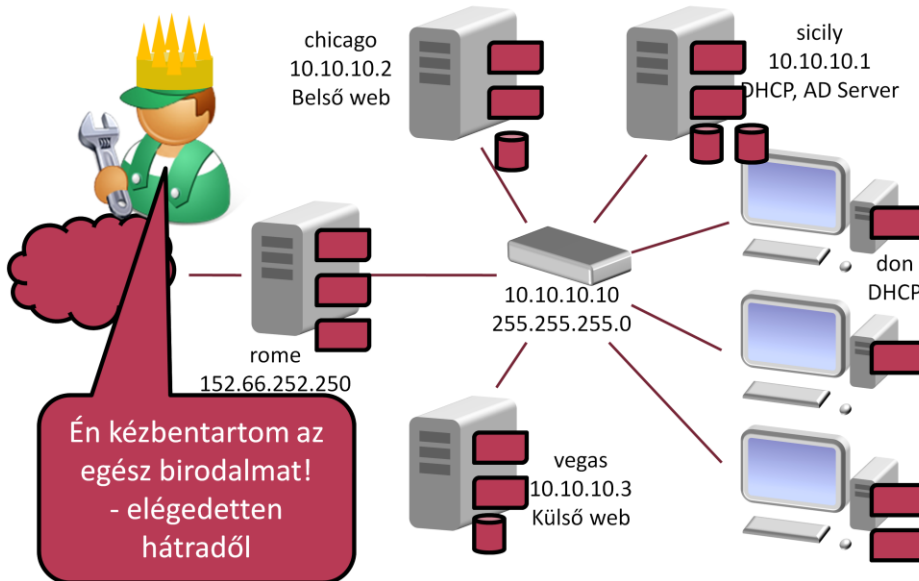 chicago
10.10.10.2
Belső web
sicily
10.10.10.1
DHCP, AD Server
don
DHCP
10.10.10.10
255.255.255.0
rome
152.66.252.250
vegas
10.10.10.3
Külső web
Én kézbentartom az
egész birodalmat!
- elégedetten
hátradől